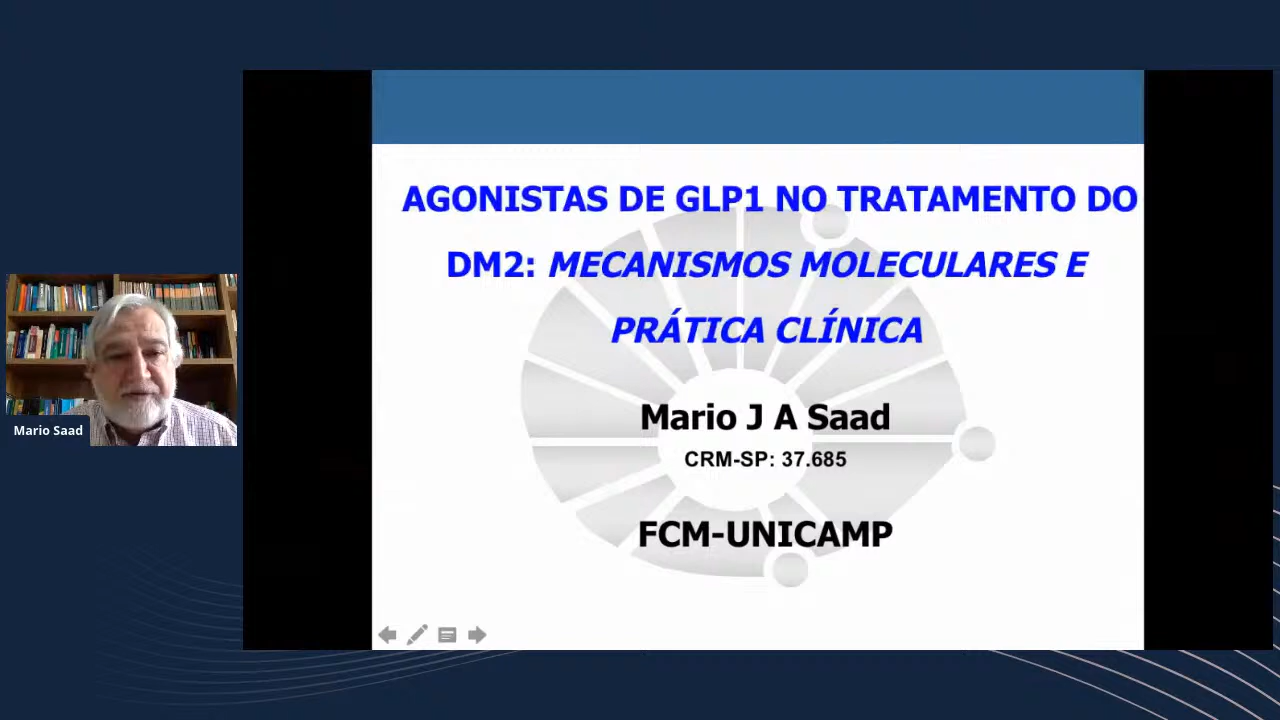 AGONISTAS DE GLP1 NO TRATAMENTO DO
DM2: MECANISMOS MOLECULARES E
PRÁTICA CLÍNICA
Mario J A Saad
CRM-SP: 37.685
FCM-UNICAMP
Mario Saad